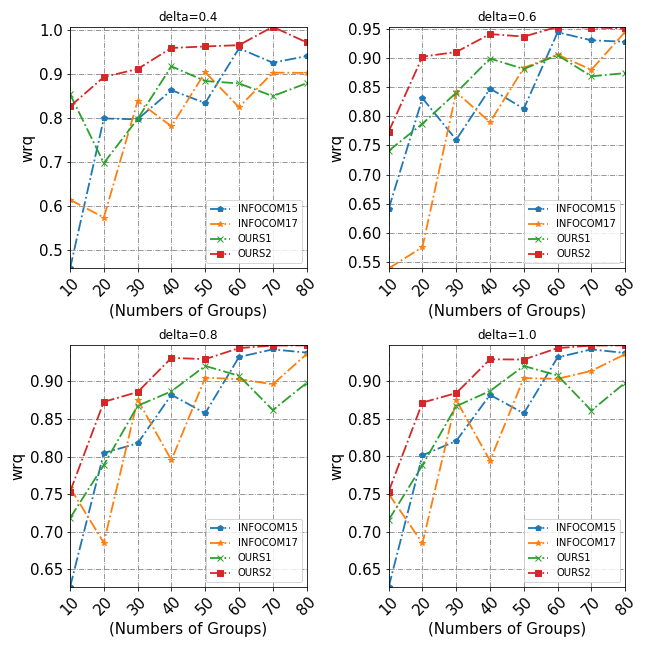 delta=0.4
1.0
0.9
0.8
0.7
0.6
0.5
wrq
INFOCOM15
INFOCOM17
OURS1
OURS2
10 20 30 40 50 60 70 80
(Numbers of Groups)
delta=0.6
0.95
0.90
0.85
0.80
0.75
0.70
0.65
0.60
0.55
wrq
INFOCOM15
INFOCOM17
OURS1
OURS2
10 20 30 40 50 60 70 80
(Numbers of Groups)
delta=0.8
0.90
0.85
0.80
0.75
0.70
0.65
wrq
INFOCOM15
INFOCOM17
OURS1
OURS2
10 20 30 40 50 60 70 80
(Numbers of Groups)
delta=1.0
0.90
0.85
0.80
0.75
0.70
0.65
wrq
INFOCOM15
INFOCOM17
OURS1
OURS2
10 20 30 40 50 60 70 80
(Numbers of Groups)